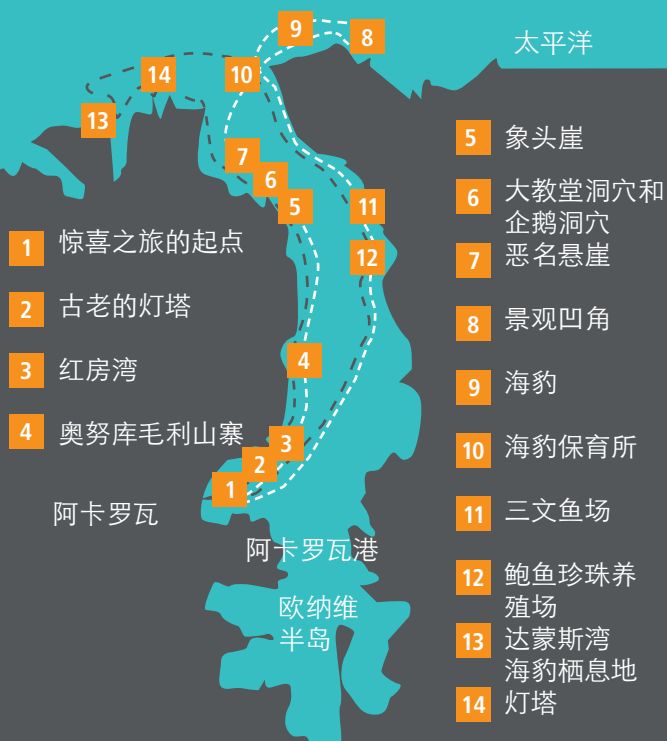 9
8
太平洋
14
10
13
7
6
5
11
12
4
3
2
1
1 惊喜之旅的起点
2 古老的灯塔
3 红房湾
4 奥努库毛利山寨
阿卡罗瓦
阿卡罗瓦港
欧纳维
半岛
5 象头崖
6 大教堂洞穴和
企鹅洞穴
7 恶名悬崖
8 景观凹角
9 海豹
10 海豹保育所
11 三文鱼场
12 鲍鱼珍珠养
殖场
13 达蒙斯湾
海豹栖息地
14 灯塔